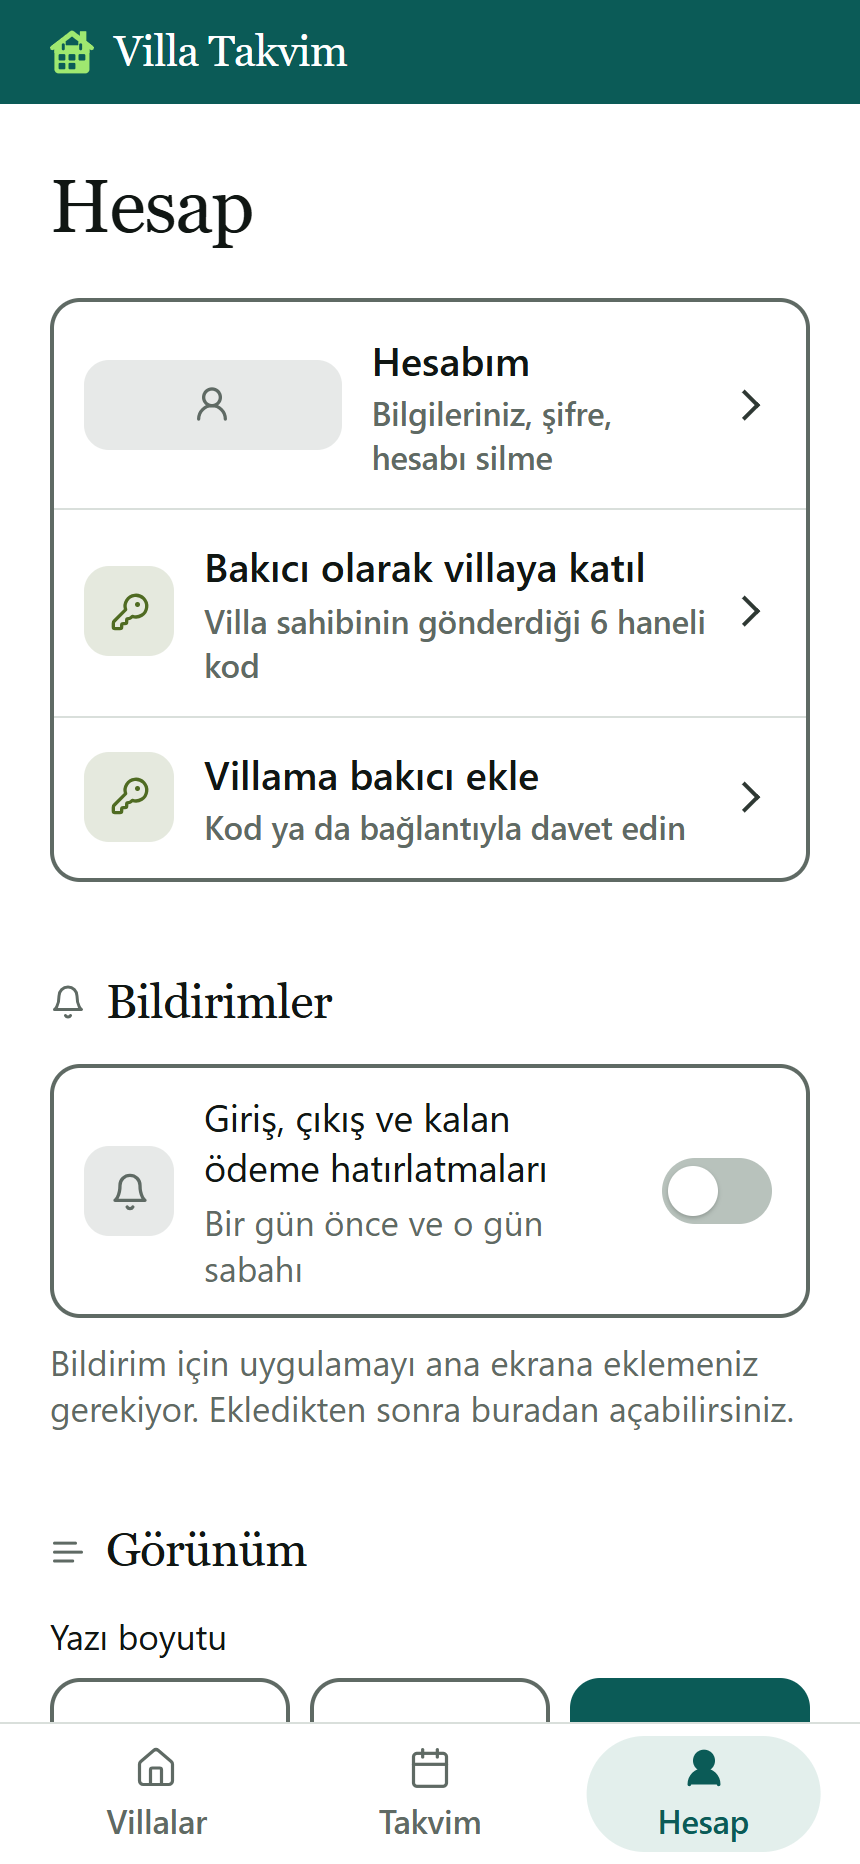 Villa Takvim
Hesap
Hesabım
Bilgileriniz, şifre,
hesabı silme
Bakıcı olarak villaya katıl
Villa sahibinin gönderdiği 6 haneli
kod
Villama bakıcı ekle
Kod ya da bağlantıyla davet edin
Bildirimler
Giriş, çıkış ve kalan
ödeme hatırlatmaları
Bir gün önce ve o gün
sabahı
Bildirim için uygulamayı ana ekrana eklemeniz
gerekiyor. Ekledikten sonra buradan açabilirsiniz.
Görünüm
Yazı boyutu
Villalar
Takvim
Hesap